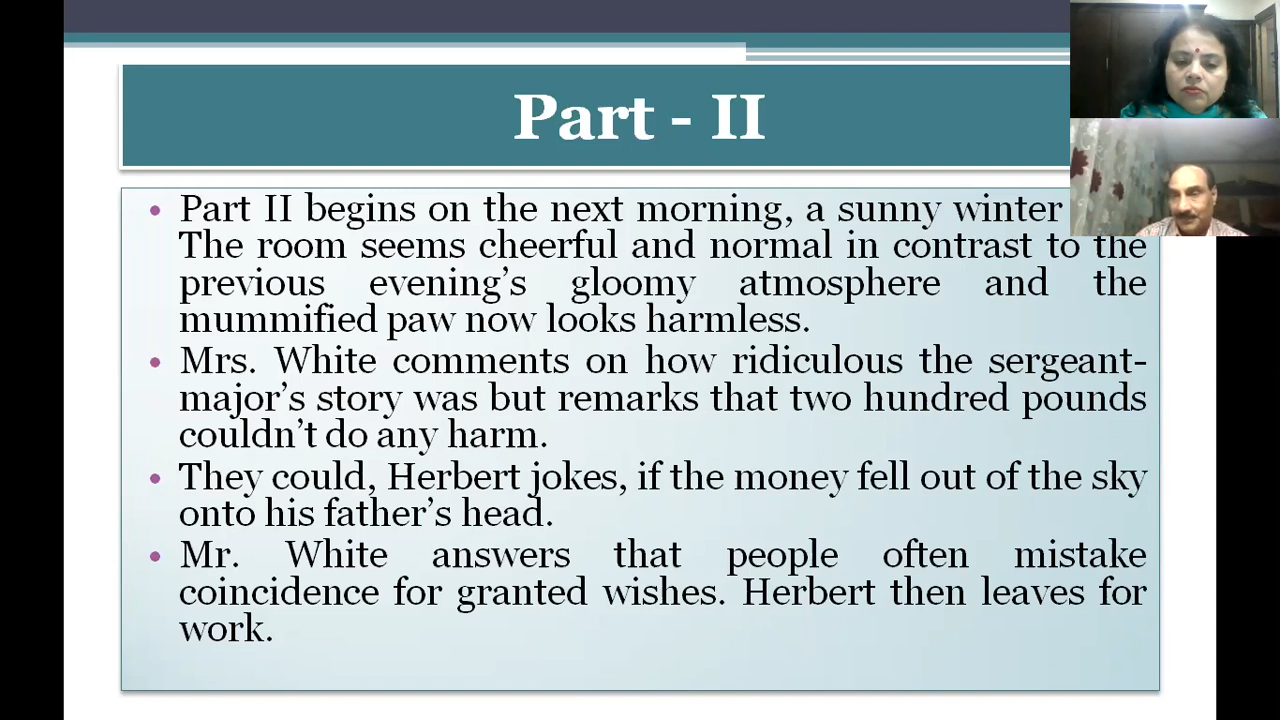 Part - II
• Part II begins on the next morning, a sunny winter
The room seems cheerful and normal in contrast to the
previous evening’s gloomy atmosphere and the
mummified paw now looks harmless.
• Mrs. White comments on how ridiculous the sergeant-
major’s story was but remarks that two hundred pounds
couldn’t do any harm.
• They could, Herbert jokes, if the money fell out of the sky
onto his father’s head.
• Mr. White answers that people often mistake
coincidence for granted wishes. Herbert then leaves for
work.